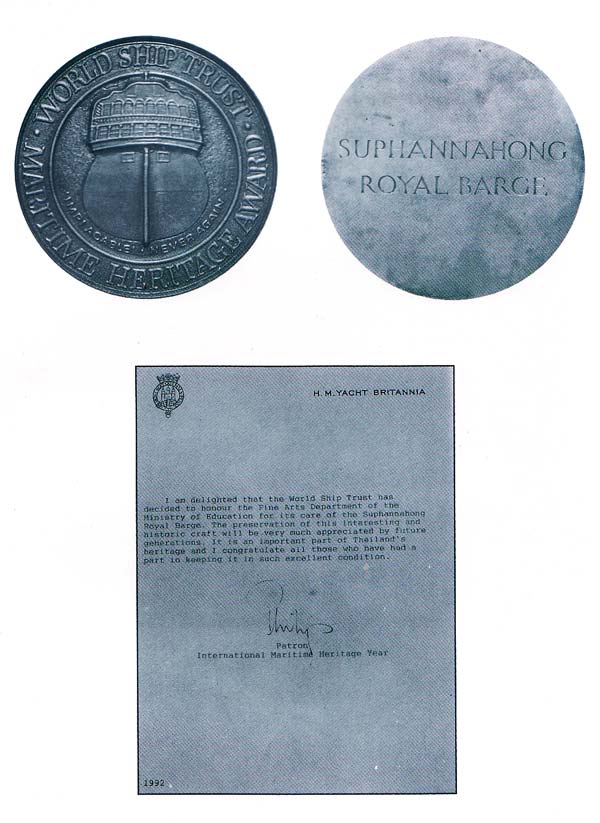 · WORLD SHIP TRUST ·
MARITIME HERITAGE AWARD
IMPLACABLE NEVER AGAIN
SUPHANNAHONG
ROYAL BARGE
H. M. YACHT BRITANNIA
I am delighted that the World Ship Trust has
decided to honour the Fine Arts Department of the
Ministry of Education for its care of the Suphannahong
Royal Barge. The preservation of this interesting and
historic craft will be very much appreciated by future
generations. It is an important part of Thailand's
heritage and I congratulate all those who have had a
part in keeping it in such excellent condition.
Philip
Patron
International Maritime Heritage Year
1992